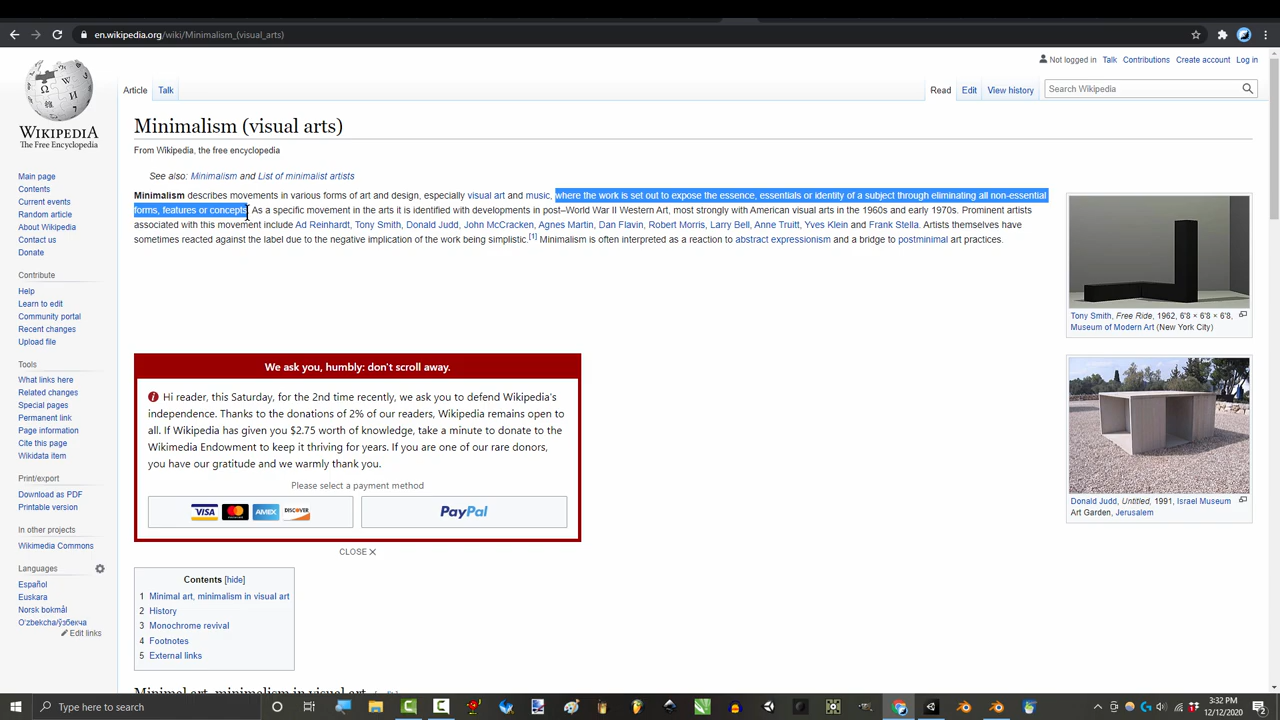 en.wikipedia.org/wiki/Minimalism_(visual_arts)
Not logged in Talk Contributions Create account Log in
Article Talk Read Edit View history Search Wikipedia
WIKIPEDIA
The Free Encyclopedia
Main page
Contents
Current events
Random article
About Wikipedia
Contact us
Donate
Contribute
Help
Learn to edit
Community portal
Recent changes
Upload file
Tools
What links here
Related changes
Special pages
Permanent link
Page information
Cite this page
Wikidata item
Print/export
Download as PDF
Printable version
In other projects
Wikimedia Commons
Languages
Español
Euskara
Norsk bokmål
Oʻzbekcha/ўзбекча
Edit links
Minimalism (visual arts)
From Wikipedia, the free encyclopedia
See also: Minimalism and List of minimalist artists
Minimalism describes movements in various forms of art and design, especially visual art and music, where the work is set out to expose the essence, essentials or identity of a subject through eliminating all non-essential
forms, features or concepts. As a specific movement in the arts it is identified with developments in post–World War II Western Art, most strongly with American visual arts in the 1960s and early 1970s. Prominent artists
associated with this movement include Ad Reinhardt, Tony Smith, Donald Judd, John McCracken, Agnes Martin, Dan Flavin, Robert Morris, Larry Bell, Anne Truitt, Yves Klein and Frank Stella. Artists themselves have
sometimes reacted against the label due to the negative implication of the work being simplistic.[1] Minimalism is often interpreted as a reaction to abstract expressionism and a bridge to postminimal art practices.
Tony Smith, Free Ride, 1962, 6'8 × 6'8 × 6'8,
Museum of Modern Art (New York City)
Donald Judd, Untitled, 1991, Israel Museum
Art Garden, Jerusalem
We ask you, humbly: don't scroll away.
Hi reader, this Saturday, for the 2nd time recently, we ask you to defend Wikipedia's
independence. Thanks to the donations of 2% of our readers, Wikipedia remains open to
all. If Wikipedia has given you $2.75 worth of knowledge, take a minute to donate to the
Wikimedia Endowment to keep it thriving for years. If you are one of our rare donors,
you have our gratitude and we warmly thank you.
Please select a payment method
VISA AMEX DISCOVER PayPal
CLOSE ✕
Contents [hide]
1 Minimal art, minimalism in visual art
2 History
3 Monochrome revival
4 Footnotes
5 External links
Minimal art, minimalism in visual art
Type here to search
3:32 PM
12/12/2020